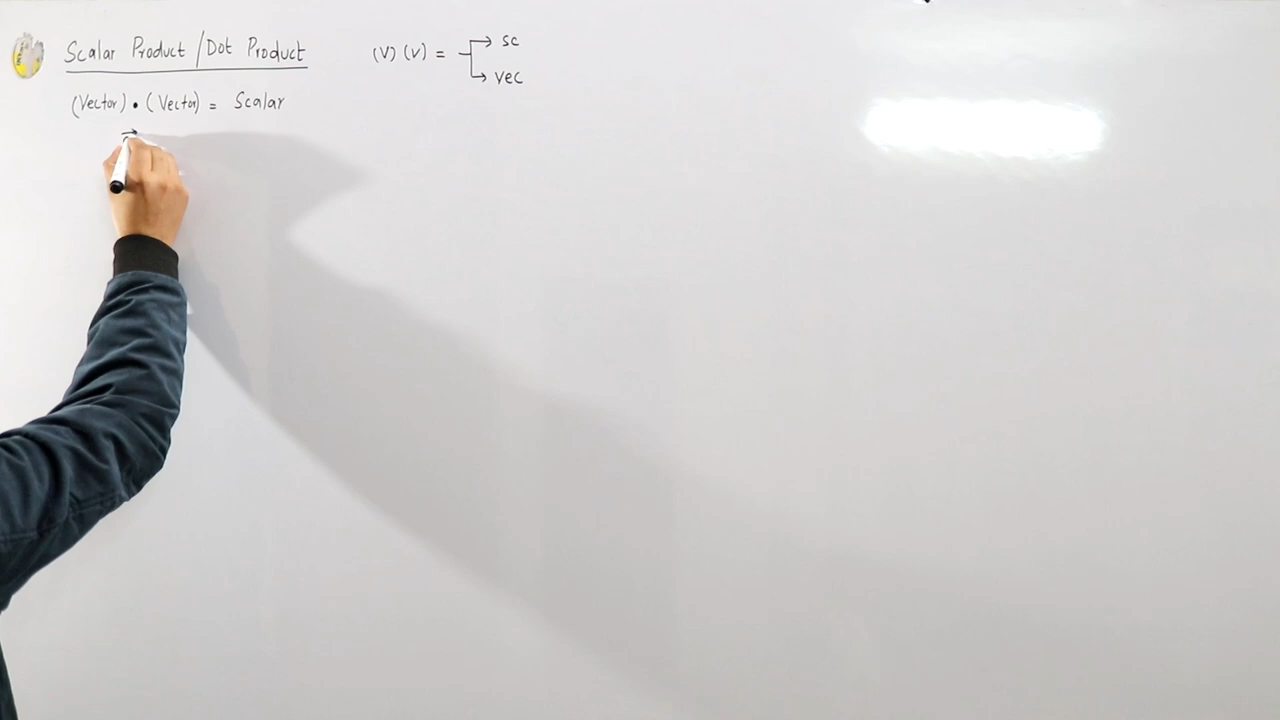 Scalar Product / Dot Product
(Vector) • (Vector) = Scalar
(V) (V) = → sc
→ vec